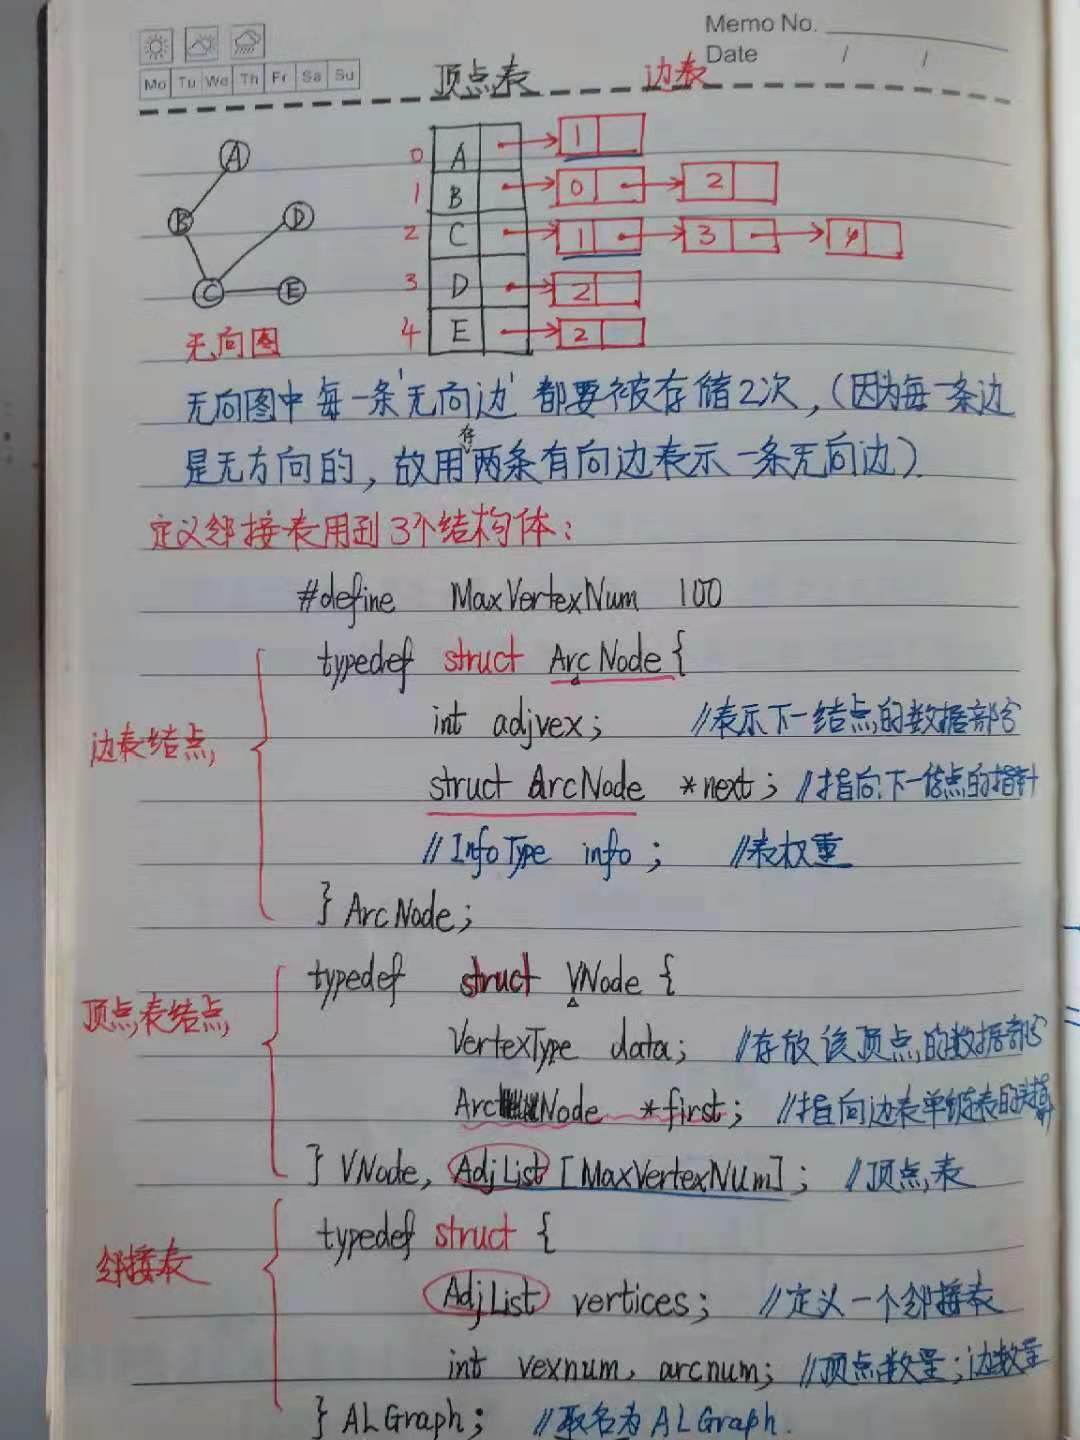 Memo No.
Date / /
Mo Tu We Th Fr Sa Su
顶点表 边表
A
B
D
C E
无向图
0 A 1
1 B 0 2
2 C 1 3 4
3 D 2
4 E 2
无向图中每一条'无向边'都要被存储2次,(因为每一条边
是无方向的,故用存两条有向边表示一条无向边)
定义邻接表用到3个结构体:
#define MaxVertexNum 100
typedef struct ArcNode {
int adjvex; //表示下一结点的数据部分
边表结点
struct ArcNode *next; //指向下一结点的指针
//InfoType info; //表权重
} ArcNode;
typedef struct VNode {
顶点表结点
VertexType data; //存放该顶点的数据部分
ArcNode *first; //指向边表单链表的
} VNode, AdjList [MaxVertexNUm]; //顶点表
typedef struct {
邻接表
AdjList vertices; //定义一个邻接表
int vexnum, arcnum; //顶点数量;边数量
} ALGraph; //取名为ALGraph.